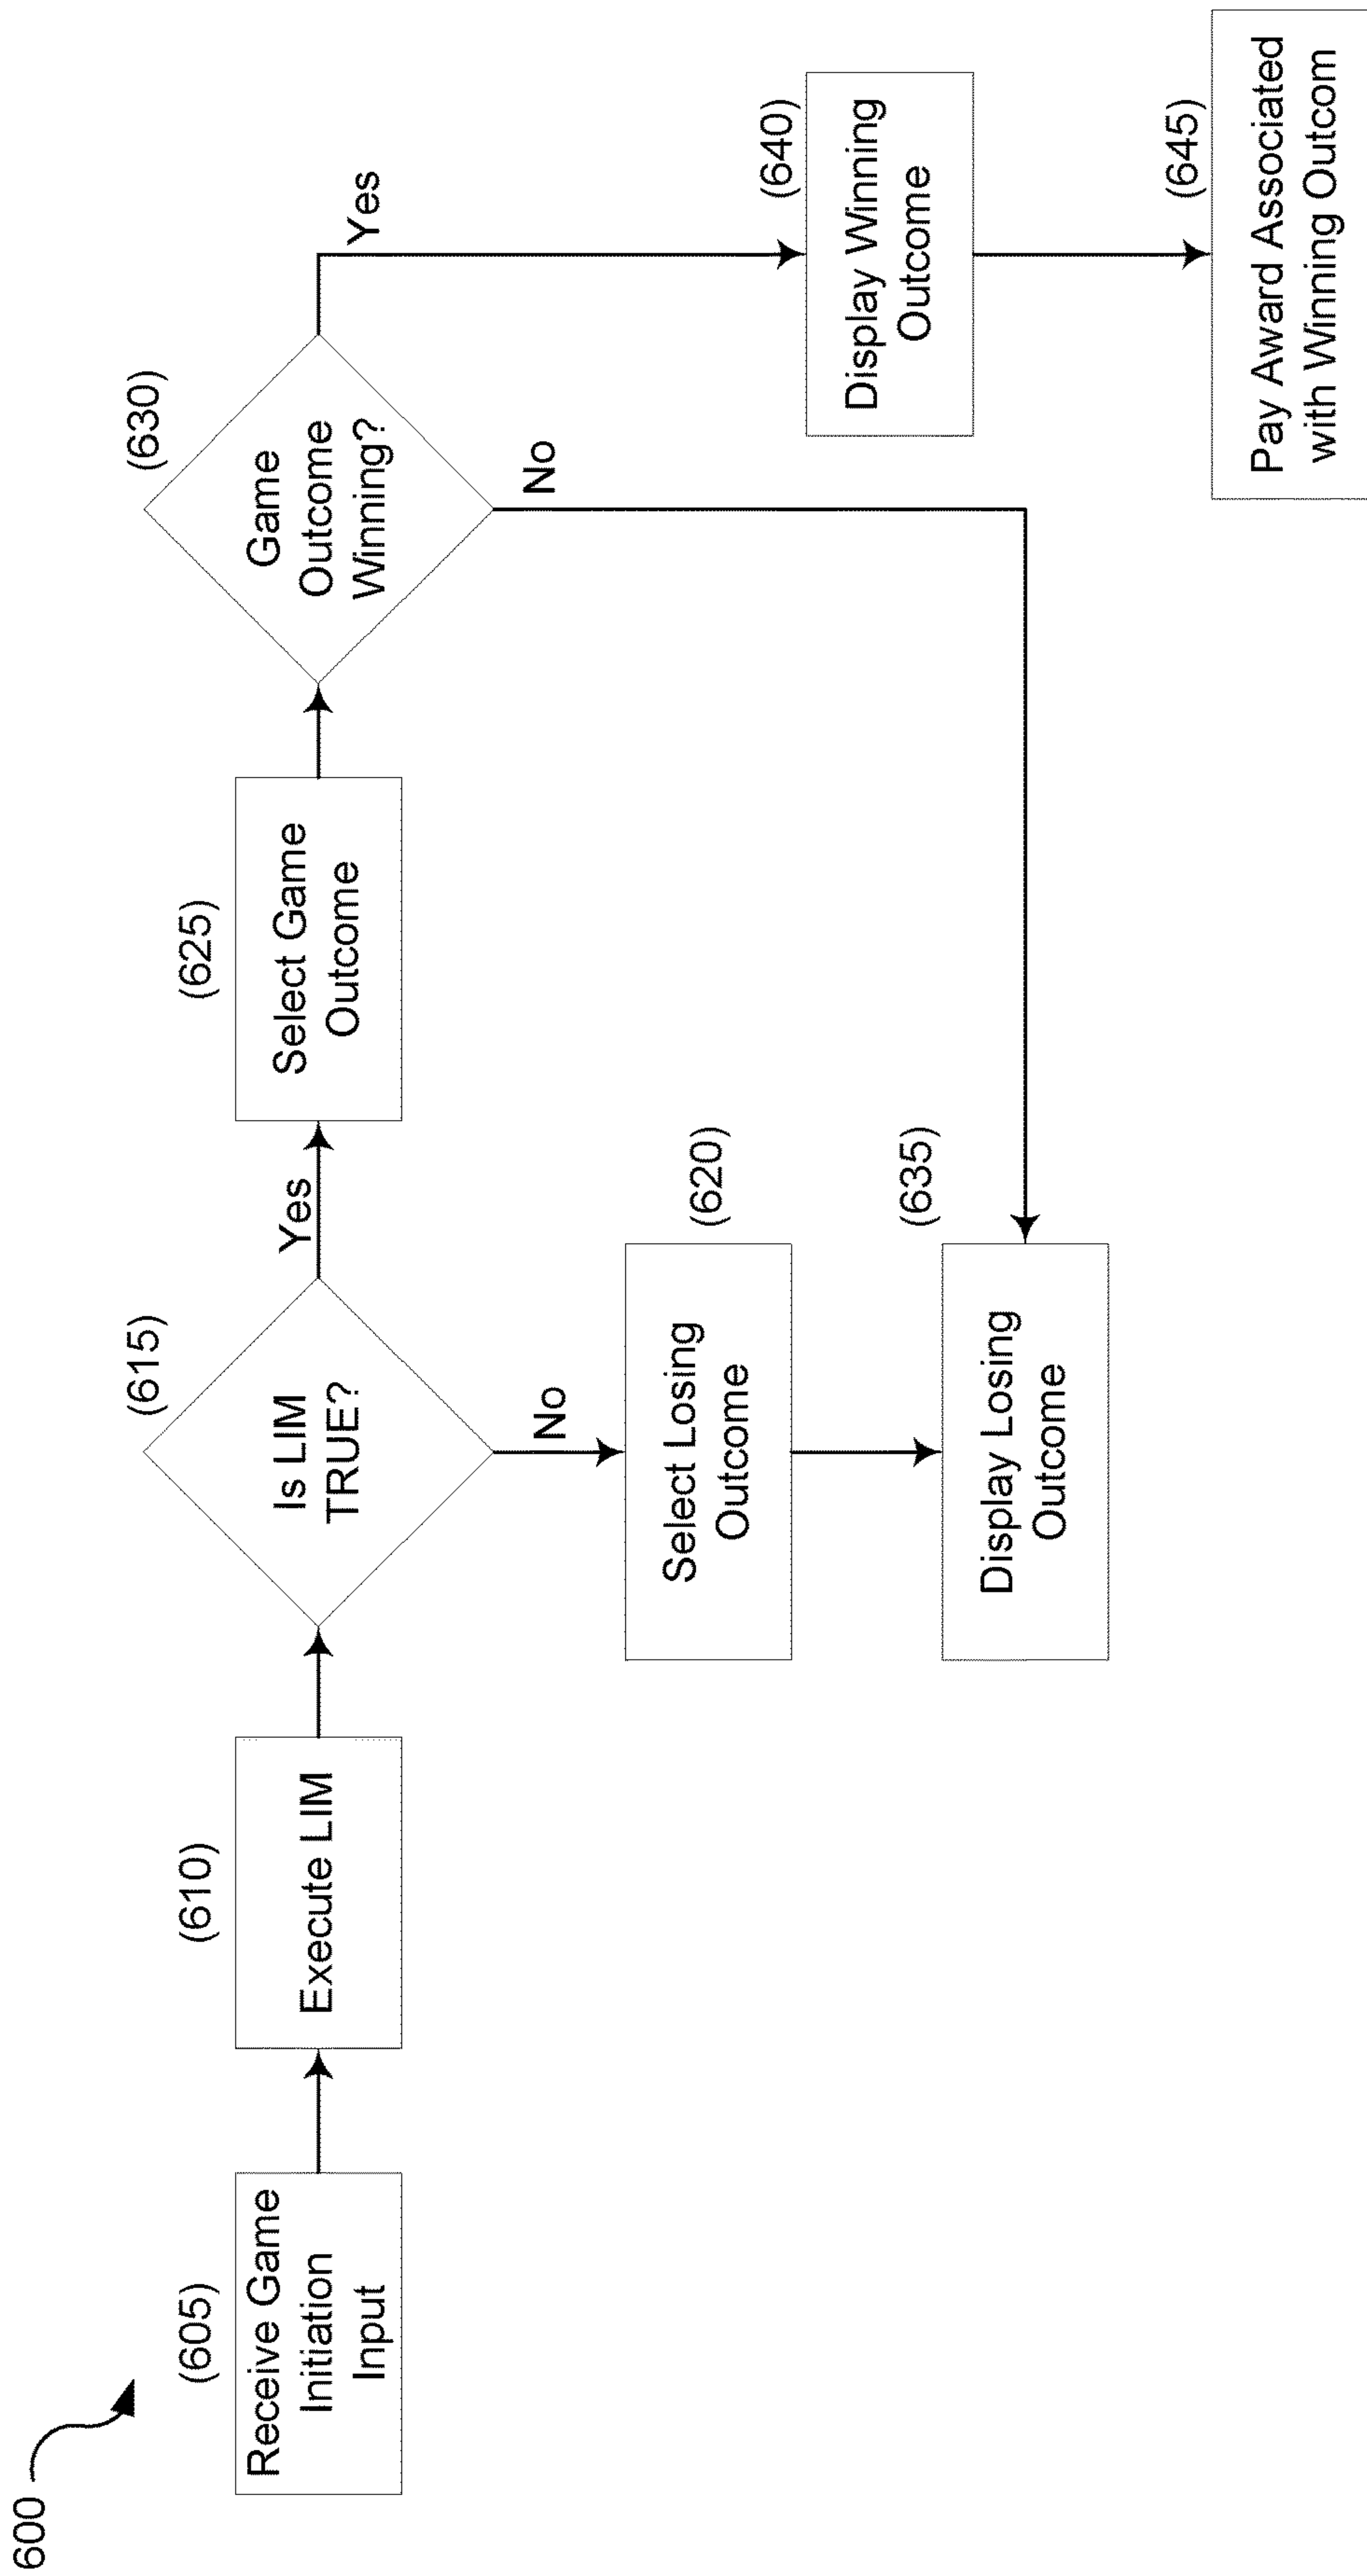 600
(605)
Receive Game
Initiation
Input
(610)
Execute LIM
(615)
Is LIM
TRUE?
Yes
No
(625)
Select Game
Outcome
(630)
Game
Outcome
Winning?
Yes
No
(620)
Select Losing
Outcome
(635)
Display Losing
Outcome
(640)
Display Winning
Outcome
(645)
Pay Award Associated
with Winning Outcom